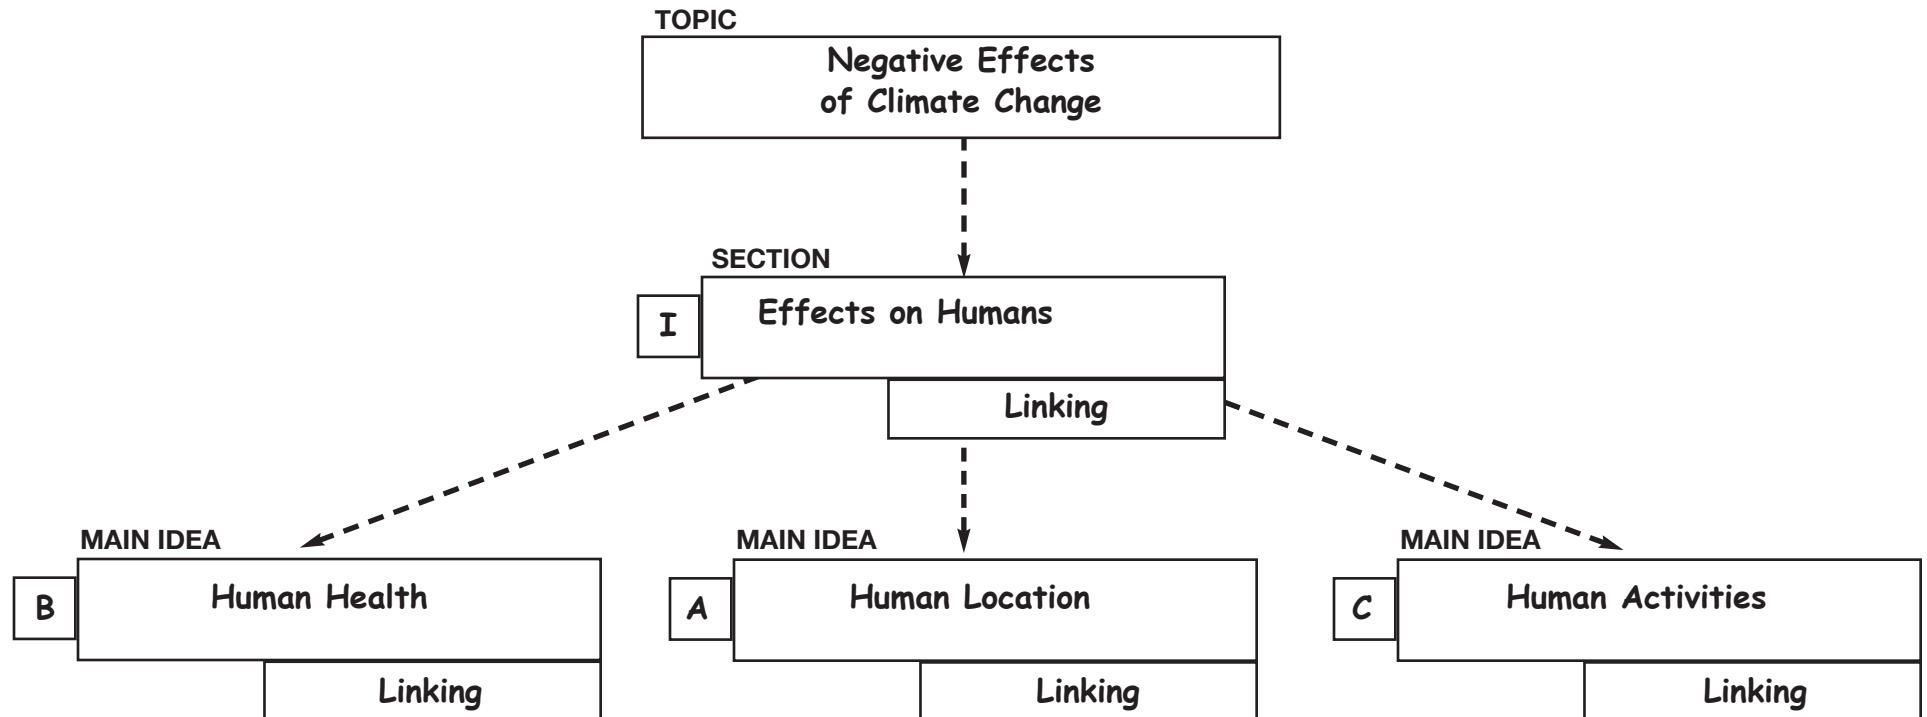 TOPIC
Negative Effects
of Climate Change
SECTION
I
Effects on Humans
Linking
MAIN IDEA
B
Human Health
Linking
MAIN IDEA
A
Human Location
Linking
MAIN IDEA
C
Human Activities
Linking